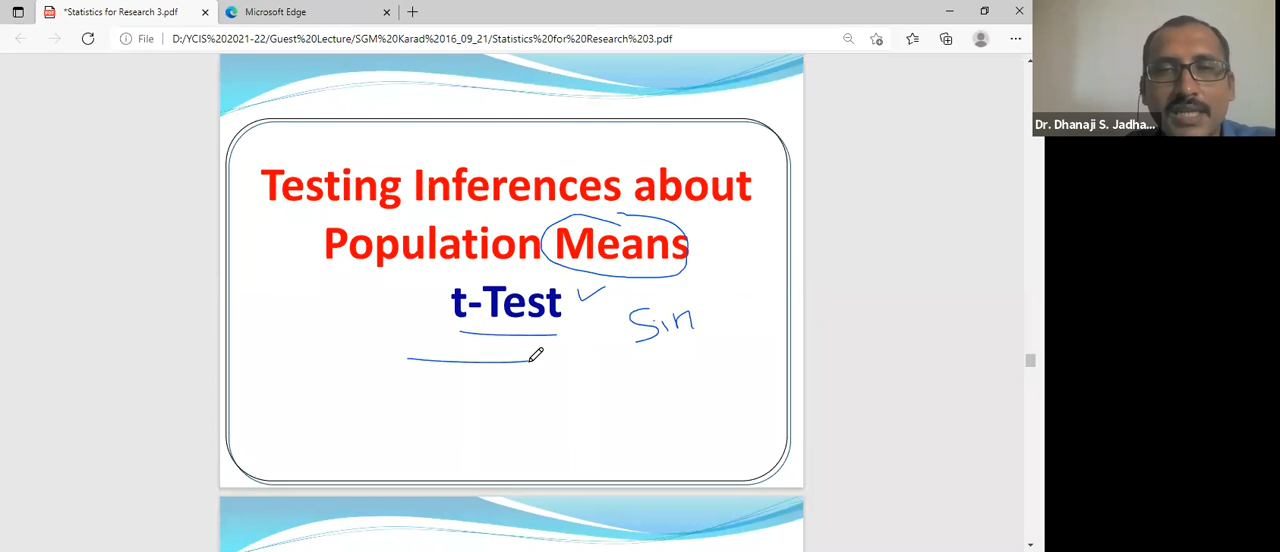 *Statistics for Research 3.pdf
Microsoft Edge
File
D:/YCIS%202021-22/Guest%20Lecture/SGM%20Karad%2016_09_21/Statistics%20for%20Research%203.pdf
Dr. Dhanaji S. Jadha...
Testing Inferences about
Population Means
t-Test
Sin